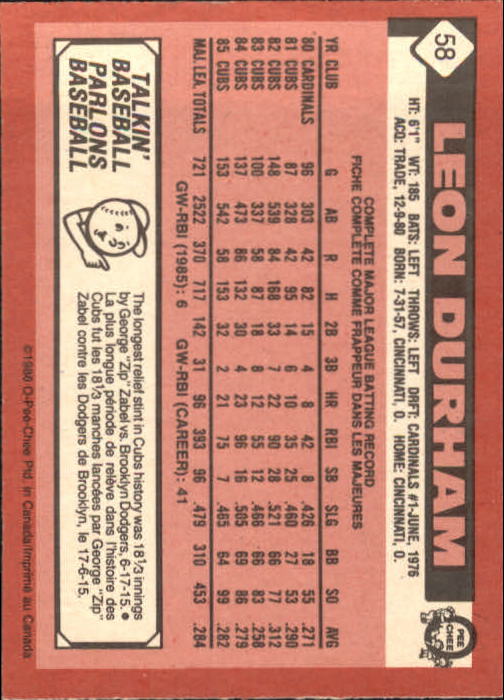 58
LEON DURHAM
O PEE CHEE
HT: 6'1" WT: 185 BATS: LEFT THROWS: LEFT DRFT: CARDINALS #1-JUNE, 1976
ACQ: TRADE, 12-9-80 BORN: 7-31-57, CINCINNATI, O. HOME: CINCINNATI, O.
COMPLETE MAJOR LEAGUE BATTING RECORD
FICHE COMPLÈTE COMME FRAPPEUR DANS LES MAJEURES
YR CLUB G AB R H 2B 3B HR RBI SB SLG BB SO AVG
80 CARDINALS 96 303 42 82 15 4 8 42 8 .426 18 55 .271
81 CUBS 87 328 42 95 14 6 10 35 25 .460 27 53 .290
82 CUBS 148 539 84 168 33 7 22 90 28 .521 66 77 .312
83 CUBS 100 337 58 87 18 8 12 55 12 .466 66 83 .258
84 CUBS 137 473 86 132 30 4 23 96 16 .505 69 86 .279
85 CUBS 153 542 58 153 32 2 21 75 7 .465 64 99 .282
MAJ. LEA. TOTALS 721 2522 370 717 142 31 96 393 96 .479 310 453 .284
GW-RBI (1985): 6 GW-RBI (CAREER): 41
TALKIN'
BASEBALL
PARLONS
BASEBALL
The longest relief stint in Cubs history was 18 1/3 innings
by George "Zip" Zabel vs. Brooklyn Dodgers, 6-17-15. •
La plus longue période de relève dans l'histoire des
Cubs fut les 18 1/3 manches lancées par George "Zip"
Zabel contre les Dodgers de Brooklyn, le 17-6-15.
©1986 O-Pee-Chee Ptd. in Canada/Imprimé au Canada